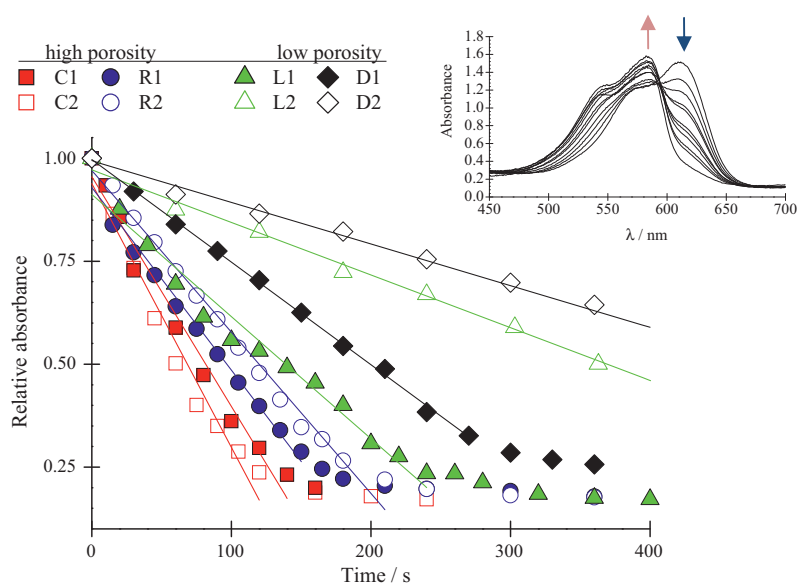 high porosity low porosity
C1 R1 L1 D1
C2 R2 L2 D2
1.00
0.75
0.50
0.25
0 100 200 300 400
Time / s
Relative absorbance
1.8
1.6
1.4
1.2
1.0
0.8
0.6
0.4
0.2
0.0
450 500 550 600 650 700
λ / nm
Absorbance